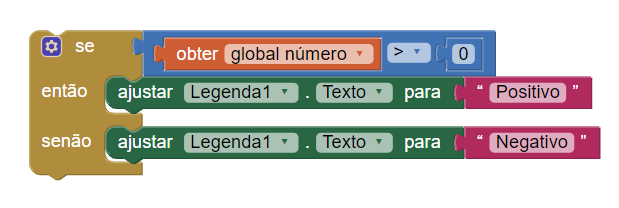 se obter global número > 0
então ajustar Legenda1 . Texto para “ Positivo ”
senão ajustar Legenda1 . Texto para “ Negativo ”